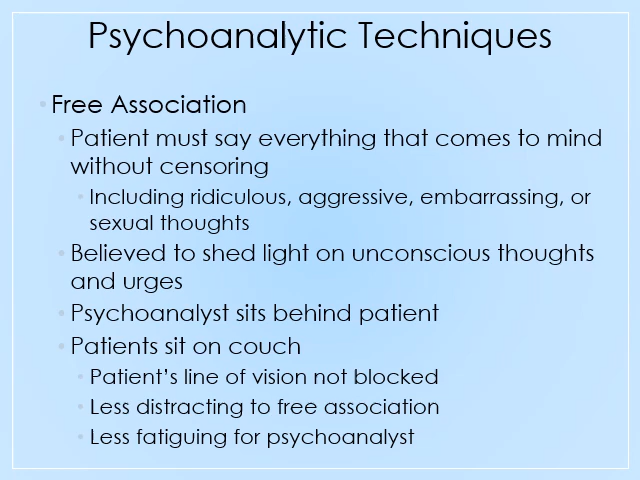 Psychoanalytic Techniques
• Free Association
• Patient must say everything that comes to mind
without censoring
• Including ridiculous, aggressive, embarrassing, or
sexual thoughts
• Believed to shed light on unconscious thoughts
and urges
• Psychoanalyst sits behind patient
• Patients sit on couch
• Patient’s line of vision not blocked
• Less distracting to free association
• Less fatiguing for psychoanalyst